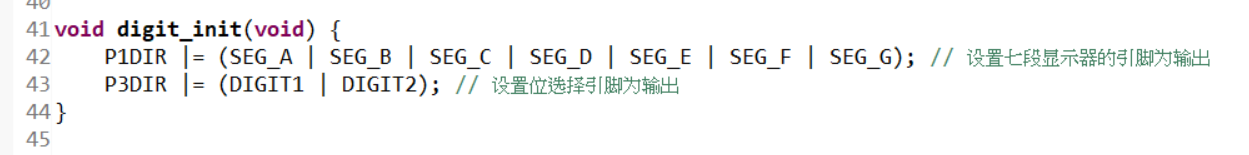 40
41 void digit_init(void) {
42     P1DIR |= (SEG_A | SEG_B | SEG_C | SEG_D | SEG_E | SEG_F | SEG_G); // 设置七段显示器的引脚为输出
43     P3DIR |= (DIGIT1 | DIGIT2); // 设置位选择引脚为输出
44 }
45